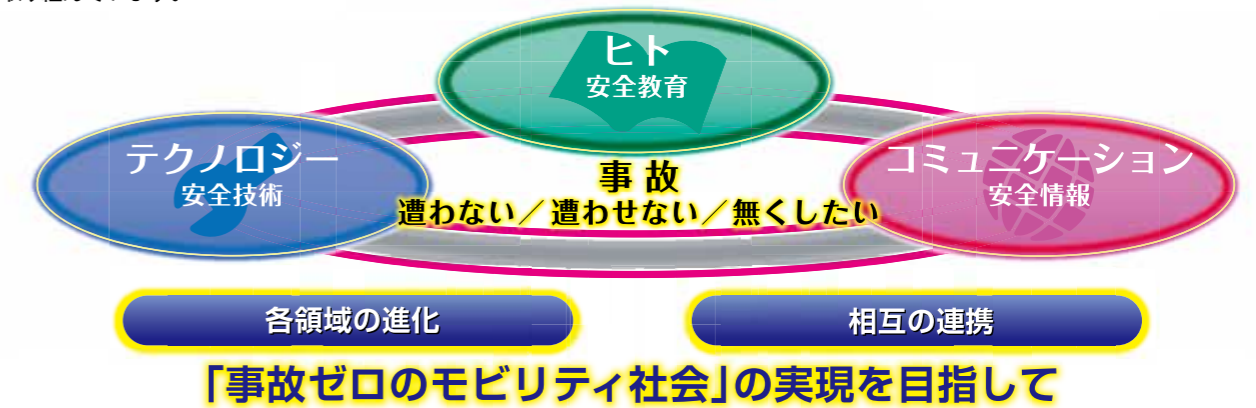 ヒト
安全教育
テクノロジー
安全技術
コミュニケーション
安全情報
事故
遭わない／遭わせない／無くしたい
各領域の進化
相互の連携
「事故ゼロのモビリティ社会」の実現を目指して